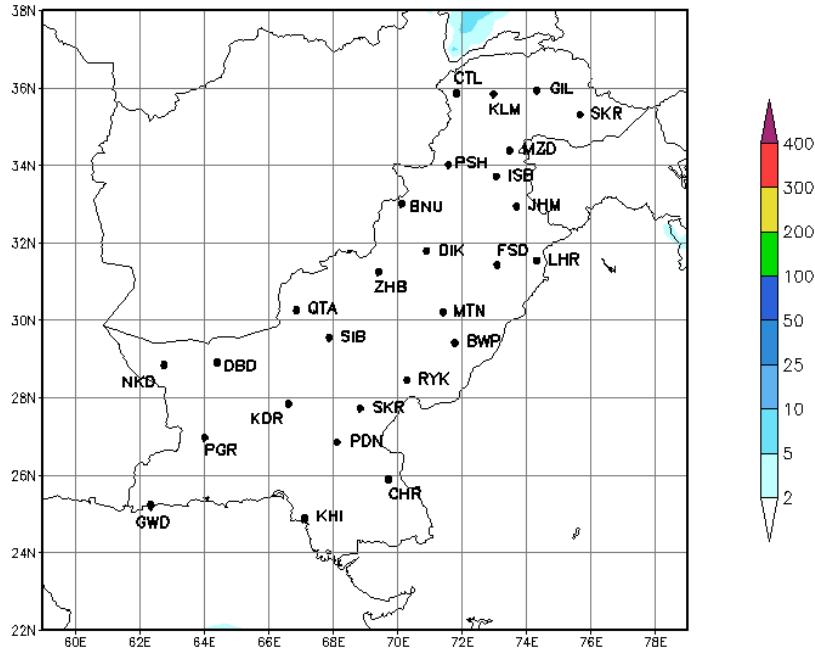 38N
36N
34N
32N
30N
28N
26N
24N
22N
CTL
KLM
GIL
SKR
PSH
MZD
ISB
BNU
JHM
DIK
FSD
LHR
ZHB
QTA
MTN
SIB
BWP
NKD
DBD
RYK
KDR
SKR
PGR
PDN
CHR
GWD
KHI
60E 62E 64E 66E 68E 70E 72E 74E 76E 78E
400
300
200
100
50
25
10
5
2